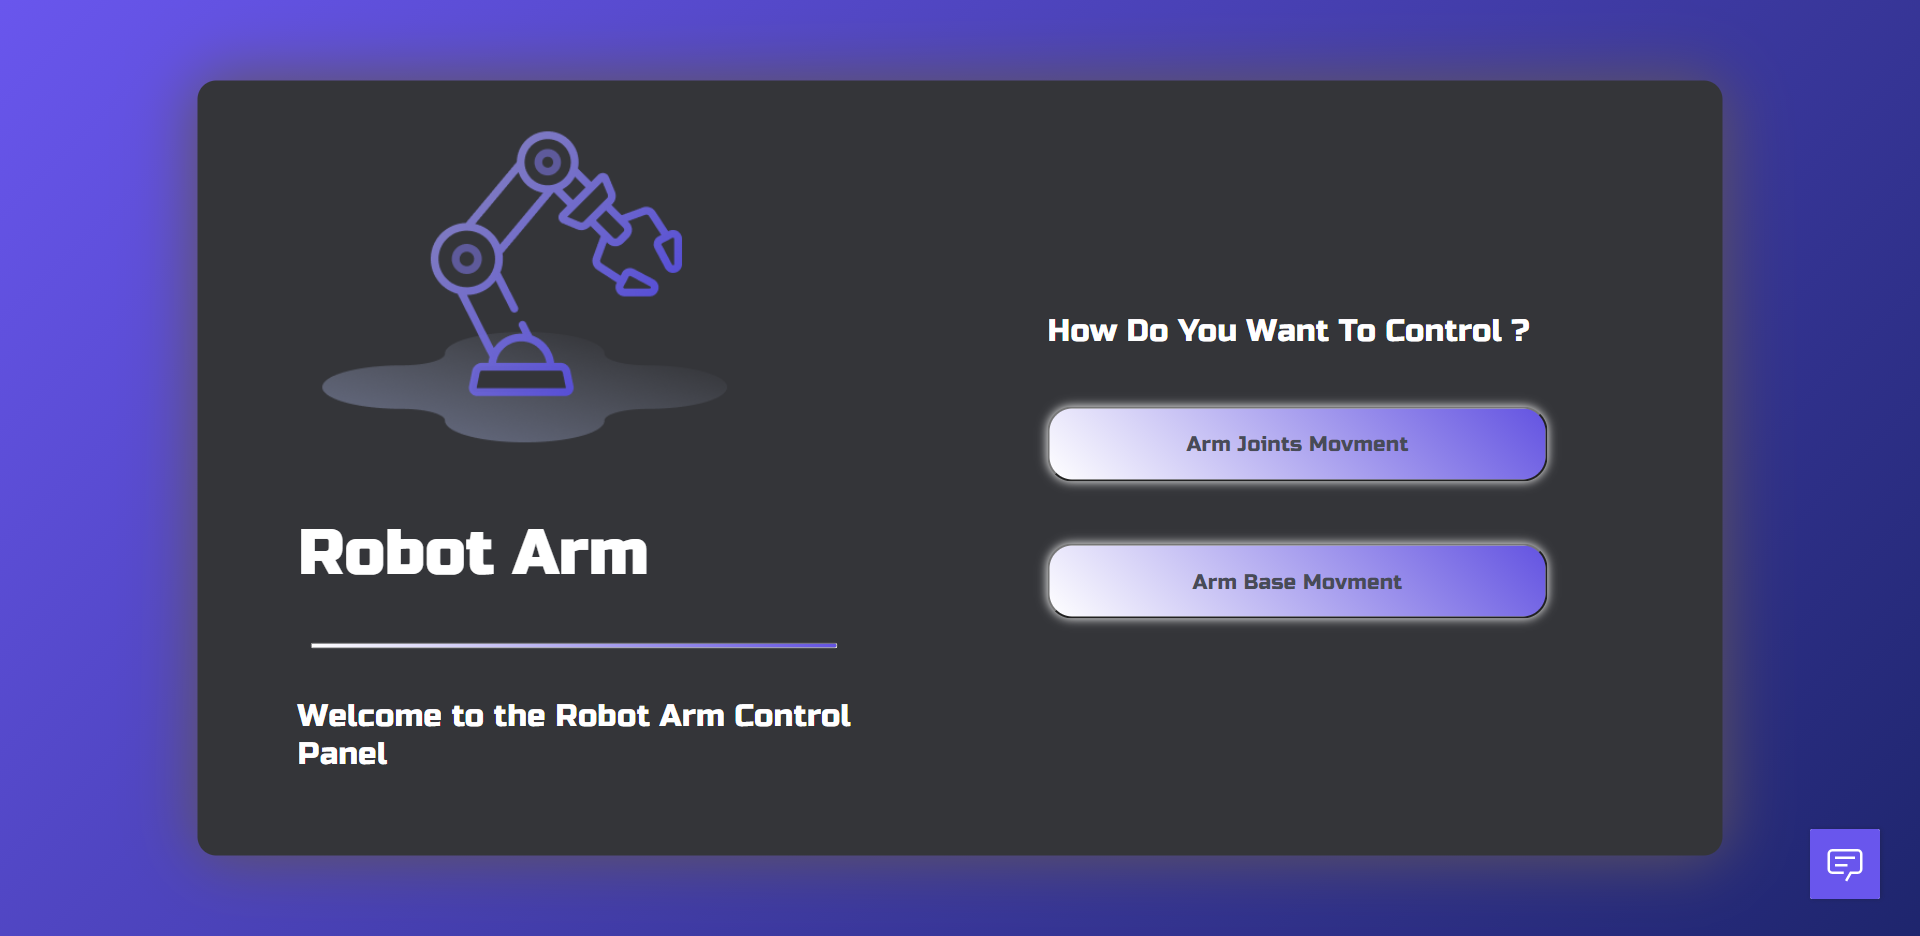 Robot Arm
Welcome to the Robot Arm Control
Panel
How Do You Want To Control ?
Arm Joints Movment
Arm Base Movment